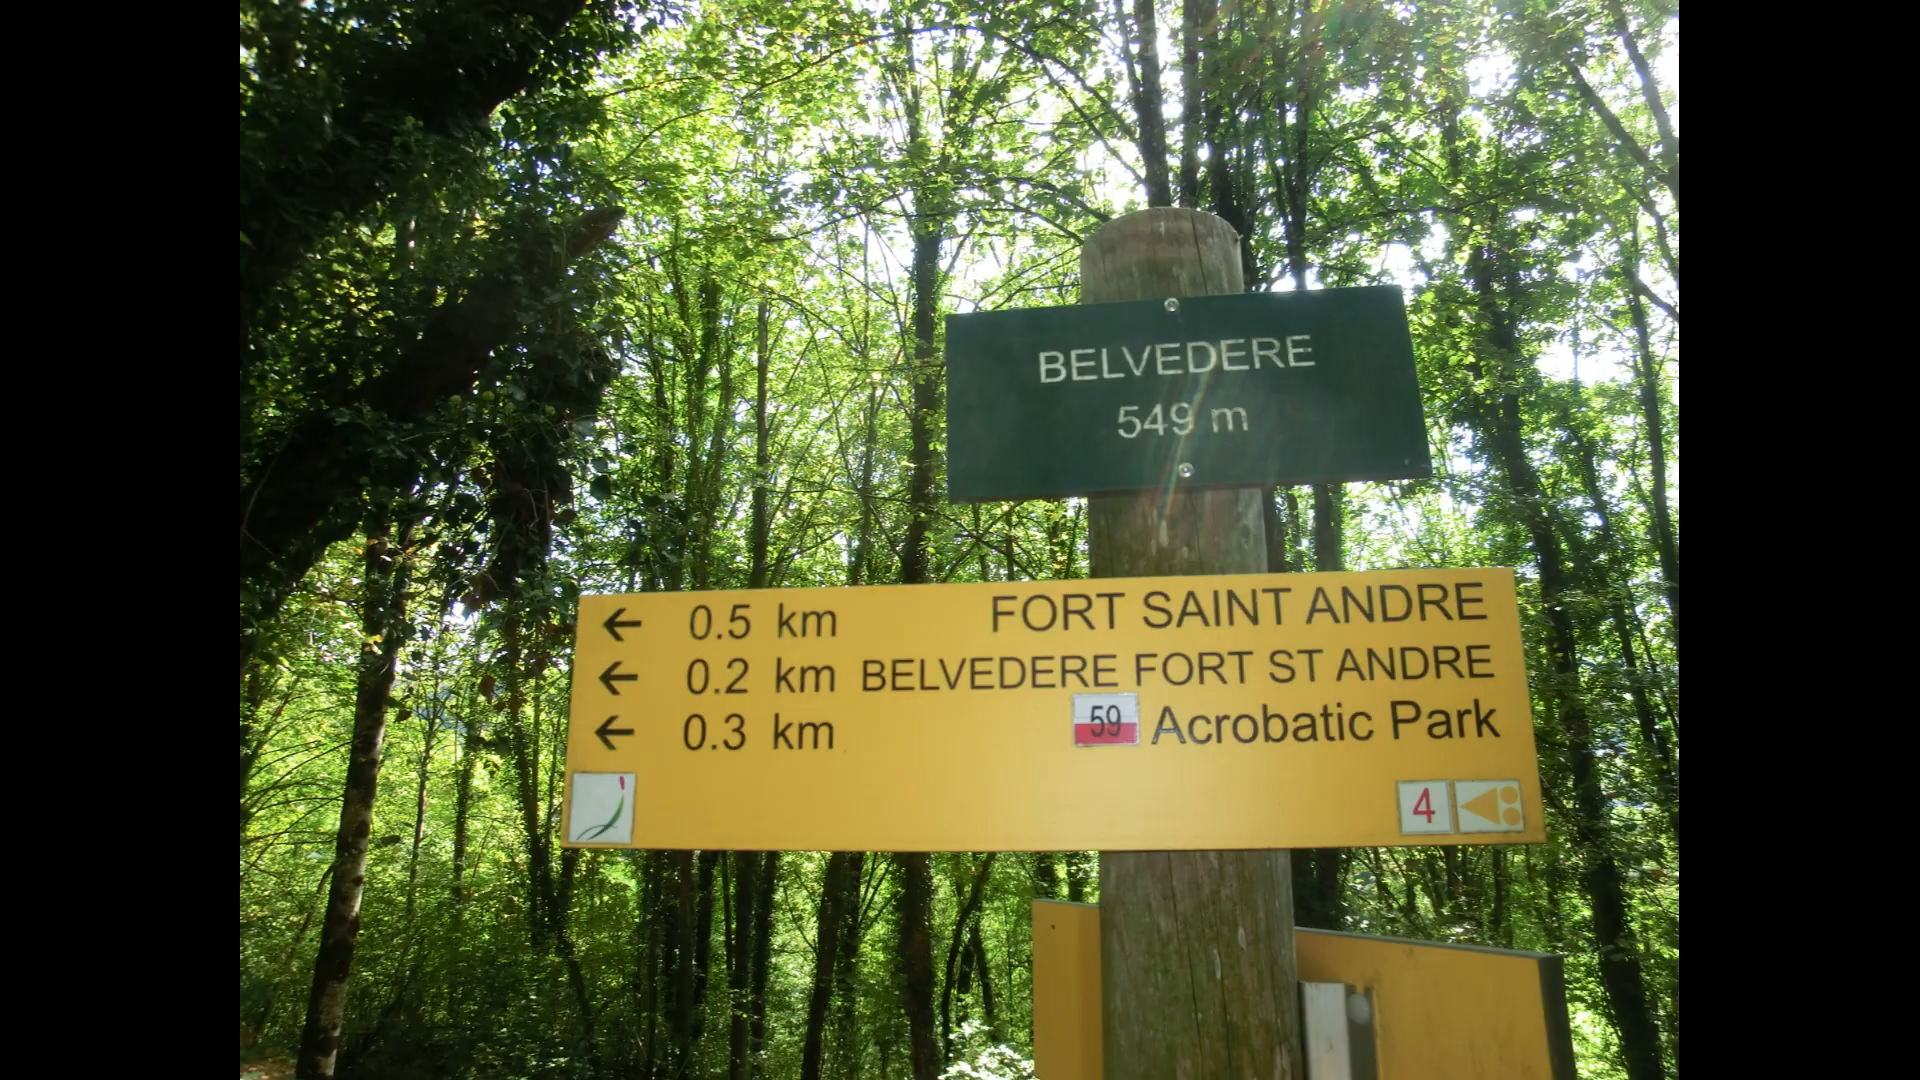 BELVEDERE
549 m
← 0.5 km FORT SAINT ANDRE
← 0.2 km BELVEDERE FORT ST ANDRE
← 0.3 km 59 Acrobatic Park
4